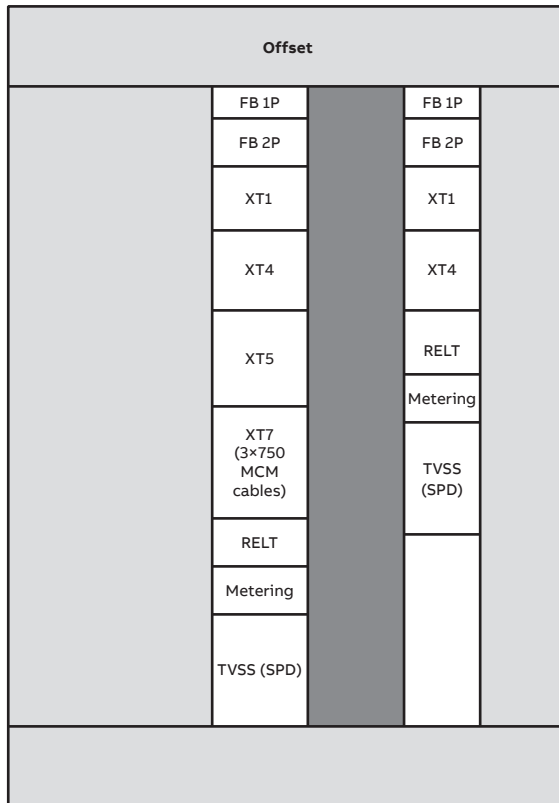 Offset
FB 1P
FB 2P
XT1
XT4
XT5
XT7
(3×750
MCM
cables)
RELT
Metering
TVSS (SPD)
FB 1P
FB 2P
XT1
XT4
RELT
Metering
TVSS
(SPD)